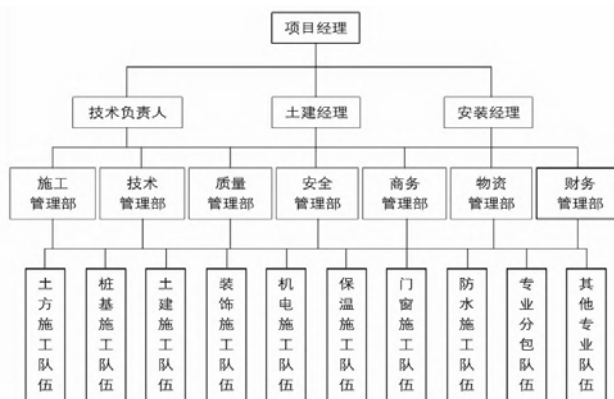 项目经理
技术负责人
土建经理
安装经理
施工
管理部
技术
管理部
质量
管理部
安全
管理部
商务
管理部
物资
管理部
财务
管理部
土方施工队伍
桩基施工队伍
土建施工队伍
装饰施工队伍
机电施工队伍
保温施工队伍
门窗施工队伍
防水施工队伍
专业分包队伍
其他专业队伍